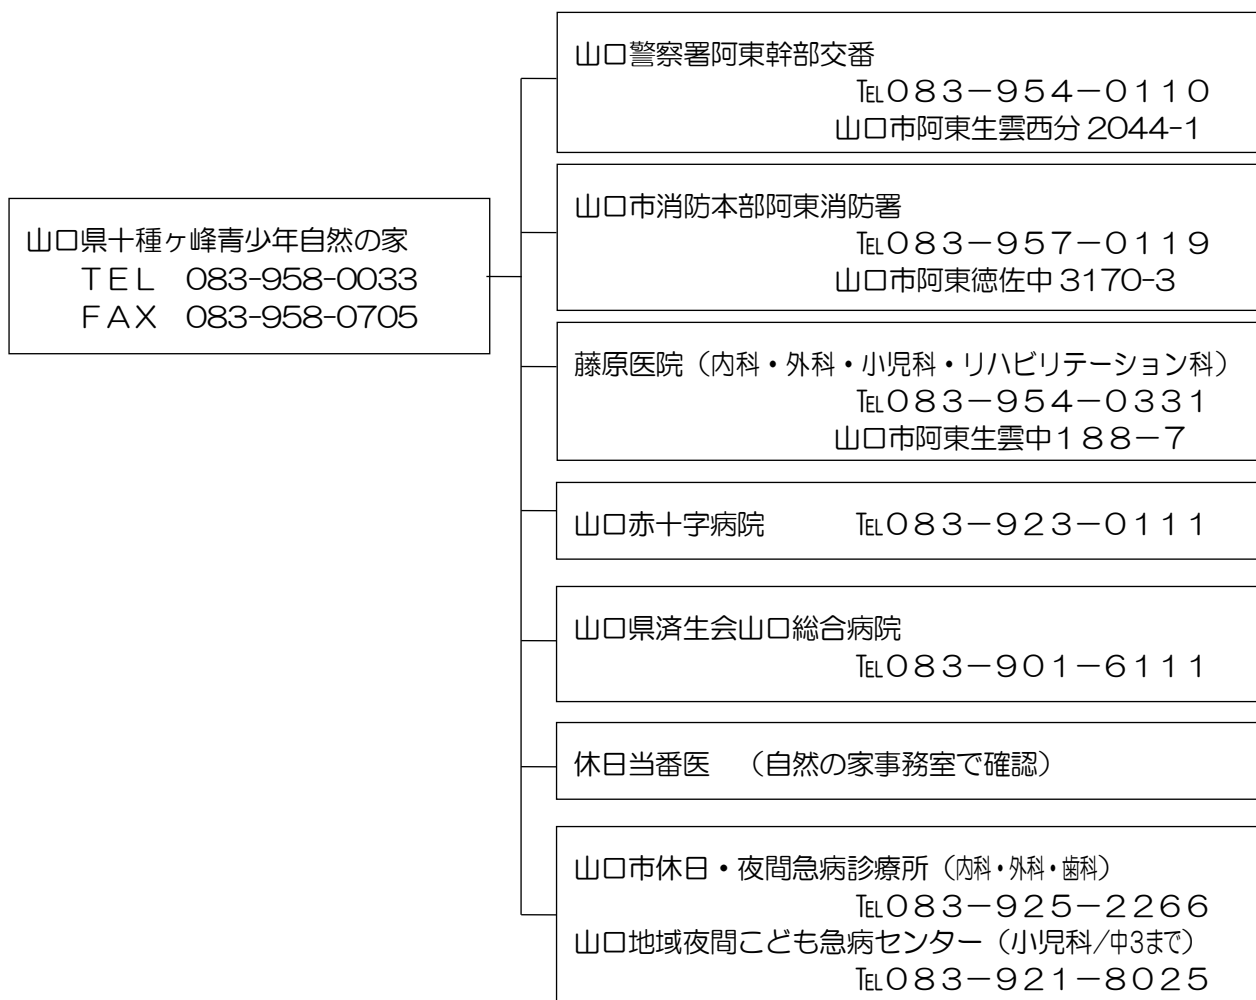 山口県十種ヶ峰青少年自然の家
ＴＥＬ　083-958-0033
ＦＡＸ　083-958-0705
山口警察署阿東幹部交番
℡０８３－９５４－０１１０
山口市阿東生雲西分 2044-1
山口市消防本部阿東消防署
℡０８３－９５７－０１１９
山口市阿東徳佐中 3170-3
藤原医院（内科・外科・小児科・リハビリテーション科）
℡０８３－９５４－０３３１
山口市阿東生雲中１８８－７
山口赤十字病院　　　℡０８３－９２３－０１１１
山口県済生会山口総合病院
℡０８３－９０１－６１１１
休日当番医　（自然の家事務室で確認）
山口市休日・夜間急病診療所（内科・外科・歯科）
℡０８３－９２５－２２６６
山口地域夜間こども急病センター（小児科/中3まで）
℡０８３－９２１－８０２５